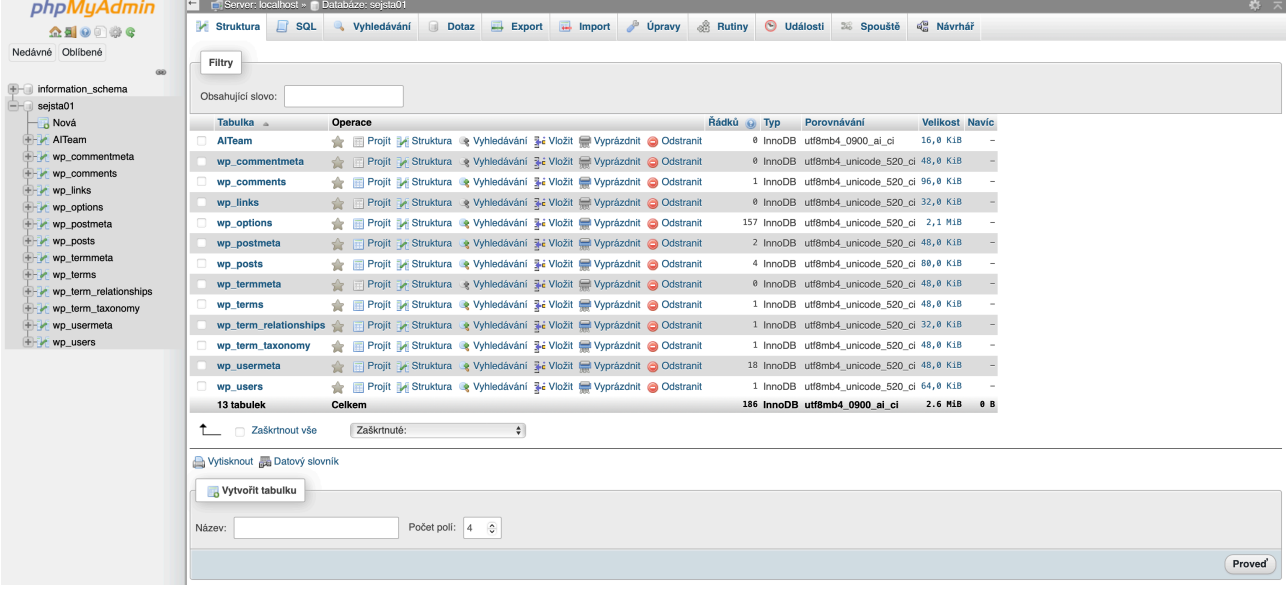 phpMyAdmin
Nedávné Oblíbené
information_schema
sejsta01
Nová
AITeam
wp_commentmeta
wp_comments
wp_links
wp_options
wp_postmeta
wp_posts
wp_termmeta
wp_terms
wp_term_relationships
wp_term_taxonomy
wp_usermeta
wp_users
Server: localhost » Databáze: sejsta01
Struktura SQL Vyhledávání Dotaz Export Import Úpravy Rutiny Události Spouště Návrhář
Filtry
Obsahující slovo:
Tabulka Operace Řádků Typ Porovnávání Velikost Navíc
AITeam Projít Struktura Vyhledávání Vložit Vyprázdnit Odstranit 0 InnoDB utf8mb4_0900_ai_ci 16,0 KiB -
wp_commentmeta Projít Struktura Vyhledávání Vložit Vyprázdnit Odstranit 0 InnoDB utf8mb4_unicode_520_ci 48,0 KiB -
wp_comments Projít Struktura Vyhledávání Vložit Vyprázdnit Odstranit 1 InnoDB utf8mb4_unicode_520_ci 96,0 KiB -
wp_links Projít Struktura Vyhledávání Vložit Vyprázdnit Odstranit 0 InnoDB utf8mb4_unicode_520_ci 32,0 KiB -
wp_options Projít Struktura Vyhledávání Vložit Vyprázdnit Odstranit 157 InnoDB utf8mb4_unicode_520_ci 2,1 MiB -
wp_postmeta Projít Struktura Vyhledávání Vložit Vyprázdnit Odstranit 2 InnoDB utf8mb4_unicode_520_ci 48,0 KiB -
wp_posts Projít Struktura Vyhledávání Vložit Vyprázdnit Odstranit 4 InnoDB utf8mb4_unicode_520_ci 80,0 KiB -
wp_termmeta Projít Struktura Vyhledávání Vložit Vyprázdnit Odstranit 0 InnoDB utf8mb4_unicode_520_ci 48,0 KiB -
wp_terms Projít Struktura Vyhledávání Vložit Vyprázdnit Odstranit 1 InnoDB utf8mb4_unicode_520_ci 48,0 KiB -
wp_term_relationships Projít Struktura Vyhledávání Vložit Vyprázdnit Odstranit 1 InnoDB utf8mb4_unicode_520_ci 32,0 KiB -
wp_term_taxonomy Projít Struktura Vyhledávání Vložit Vyprázdnit Odstranit 1 InnoDB utf8mb4_unicode_520_ci 48,0 KiB -
wp_usermeta Projít Struktura Vyhledávání Vložit Vyprázdnit Odstranit 18 InnoDB utf8mb4_unicode_520_ci 48,0 KiB -
wp_users Projít Struktura Vyhledávání Vložit Vyprázdnit Odstranit 1 InnoDB utf8mb4_unicode_520_ci 64,0 KiB -
13 tabulek Celkem 186 InnoDB utf8mb4_0900_ai_ci 2.6 MiB 0 B
Zaškrtnout vše Zaškrtnuté:
Vytisknout Datový slovník
Vytvořit tabulku
Název: Počet polí: 4
Proveď